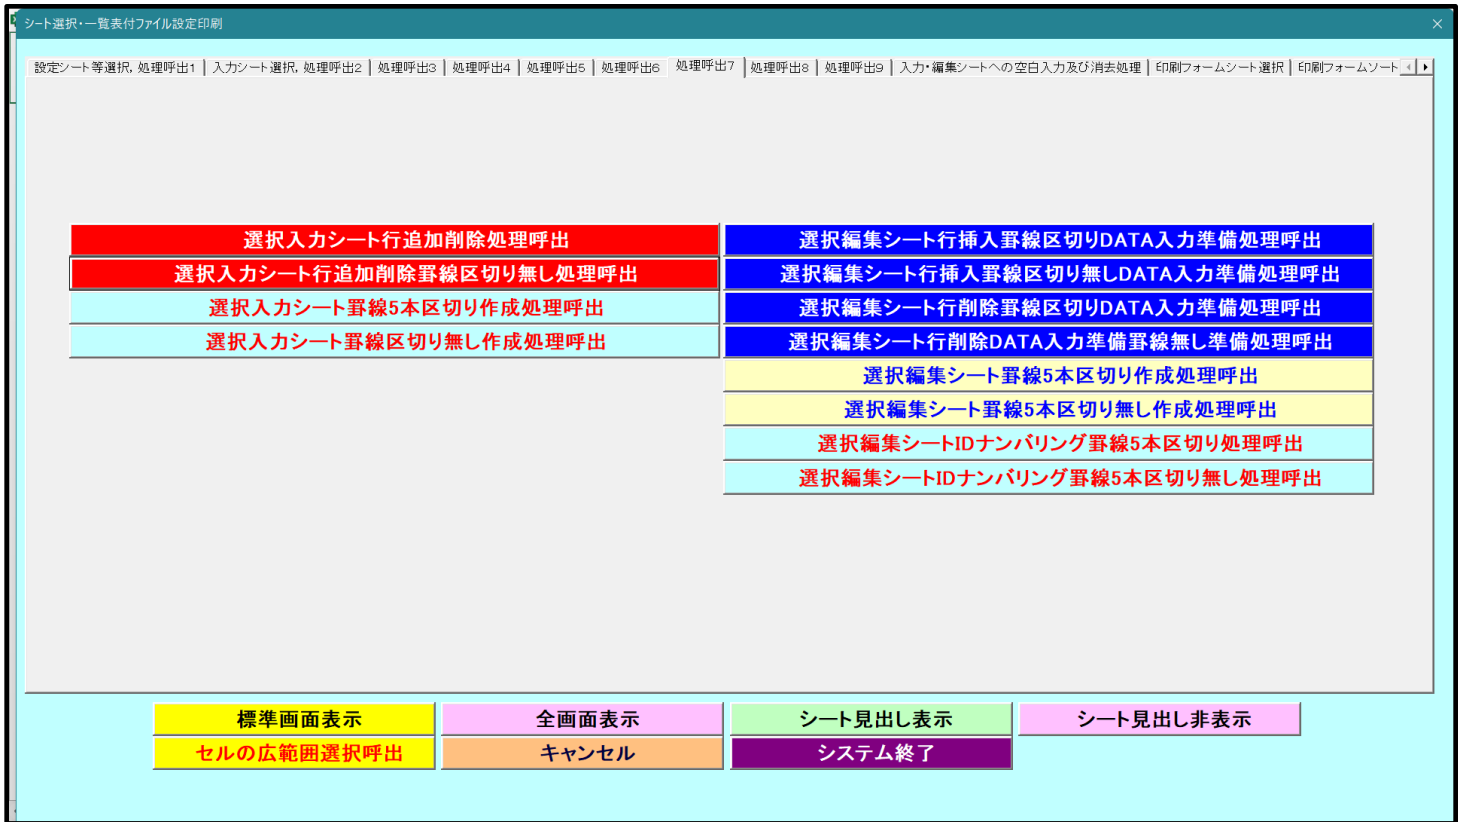 シート選択・一覧表付ファイル設定印刷
設定シート等選択, 処理呼出1 入力シート選択, 処理呼出2 処理呼出3 処理呼出4 処理呼出5 処理呼出6 処理呼出7 処理呼出8 処理呼出9 入力・編集シートへの空白入力及び消去処理 印刷フォームシート選択 印刷フォームソート
選択入力シート行追加削除処理呼出
選択入力シート行追加削除罫線区切り無し処理呼出
選択入力シート罫線5本区切り作成処理呼出
選択入力シート罫線区切り無し作成処理呼出
選択編集シート行挿入罫線区切りDATA入力準備処理呼出
選択編集シート行挿入罫線区切り無しDATA入力準備処理呼出
選択編集シート行削除罫線区切りDATA入力準備処理呼出
選択編集シート行削除DATA入力準備罫線無し準備処理呼出
選択編集シート罫線5本区切り作成処理呼出
選択編集シート罫線5本区切り無し作成処理呼出
選択編集シートIDナンバリング罫線5本区切り処理呼出
選択編集シートIDナンバリング罫線5本区切り無し処理呼出
標準画面表示 全画面表示 シート見出し表示 シート見出し非表示
セルの広範囲選択呼出 キャンセル システム終了